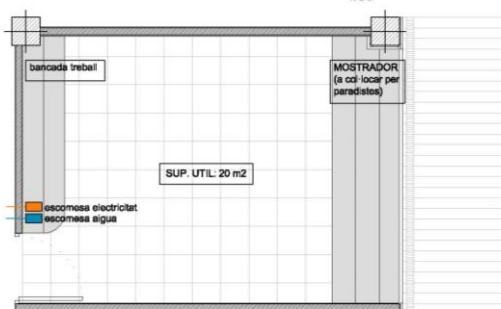 bancada treball
MOSTRADOR
(a col·locar per
paradistes)
SUP. UTIL: 20 m2
escomesa electricitat
escomesa aigua